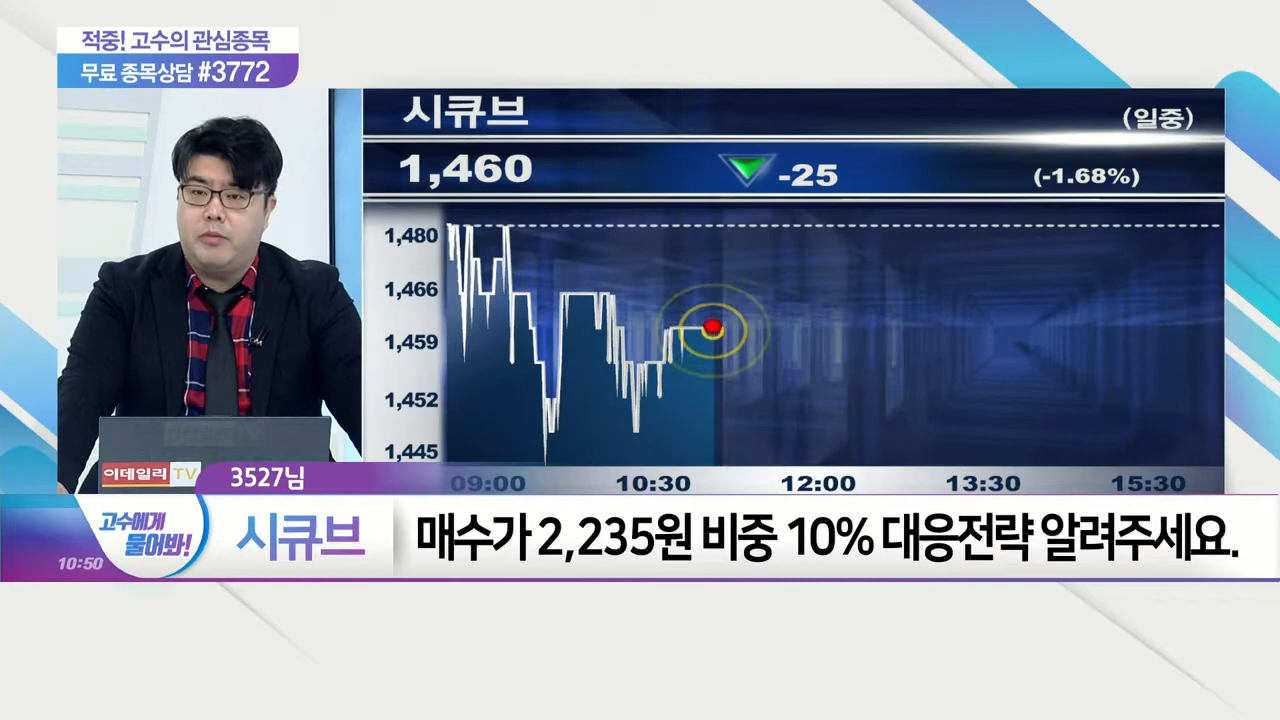 적중! 고수의 관심종목
무료 종목상담 #3772
시큐브
(일중)
1,460
-25
(-1.68%)
1,480
1,466
1,459
1,452
1,445
09:00
10:30
12:00
13:30
15:30
이데일리 TV
3527님
고수에게
물어봐!
10:50
시큐브
매수가 2,235원 비중 10% 대응전략 알려주세요.